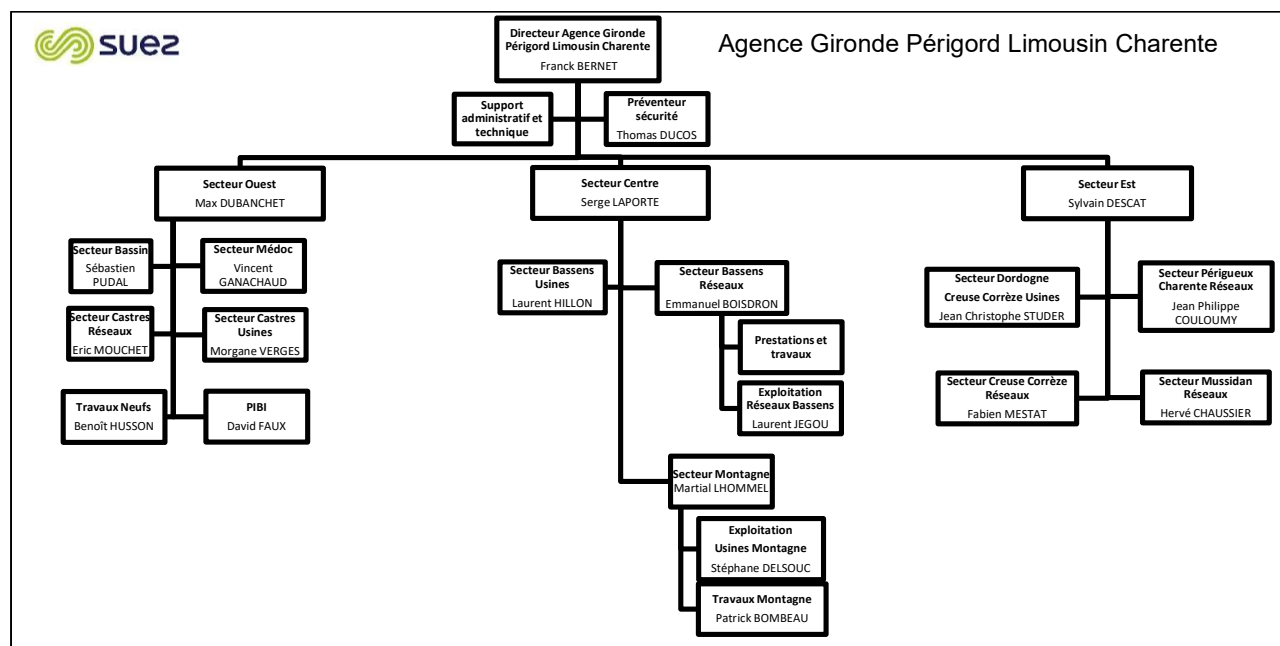 suez
Agence Gironde Périgord Limousin Charente
Directeur Agence Gironde
Périgord Limousin Charente
Franck BERNET
Support
administratif et
technique
Préventeur
sécurité
Thomas DUCOS
Secteur Ouest
Max DUBANCHET
Secteur Centre
Serge LAPORTE
Secteur Est
Sylvain DESCAT
Secteur Bassin
Sébastien
PUDAL
Secteur Médoc
Vincent
GANACHAUD
Secteur Castres
Réseaux
Eric MOUCHET
Secteur Castres
Usines
Morgane VERGES
Travaux Neufs
Benoît HUSSON
PIBI
David FAUX
Secteur Bassens
Usines
Laurent HILLON
Secteur Bassens
Réseaux
Emmanuel BOISDRON
Prestations et
travaux
Exploitation
Réseaux Bassens
Laurent JEGOU
Secteur Montagne
Martial LHOMMEL
Exploitation
Usines Montagne
Stéphane DELSOUC
Travaux Montagne
Patrick BOMBEAU
Secteur Dordogne
Creuse Corrèze Usines
Jean Christophe STUDER
Secteur Périgueux
Charente Réseaux
Jean Philippe
COULOUMY
Secteur Creuse Corrèze
Réseaux
Fabien MESTAT
Secteur Mussidan
Réseaux
Hervé CHAUSSIER